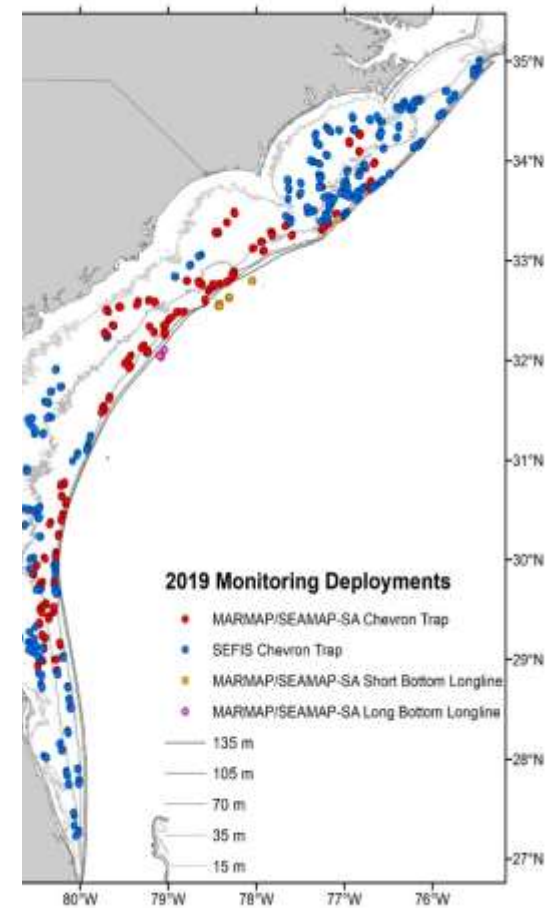 35°N
34°N
33°N
32°N
31°N
30°N
2019 Monitoring Deployments
MARMAP/SEAMAP-SA Chevron Trap
SEFIS Chevron Trap
29°N
MARMAP/SEAMAP-SA Short Bottom Longline
MARMAP/SEAMAP-SA Long Bottom Longline
135 m
28°N
105 m
70 m
35 m
27°N
15 m
80°W 79°W 78°W 77°W 76°W